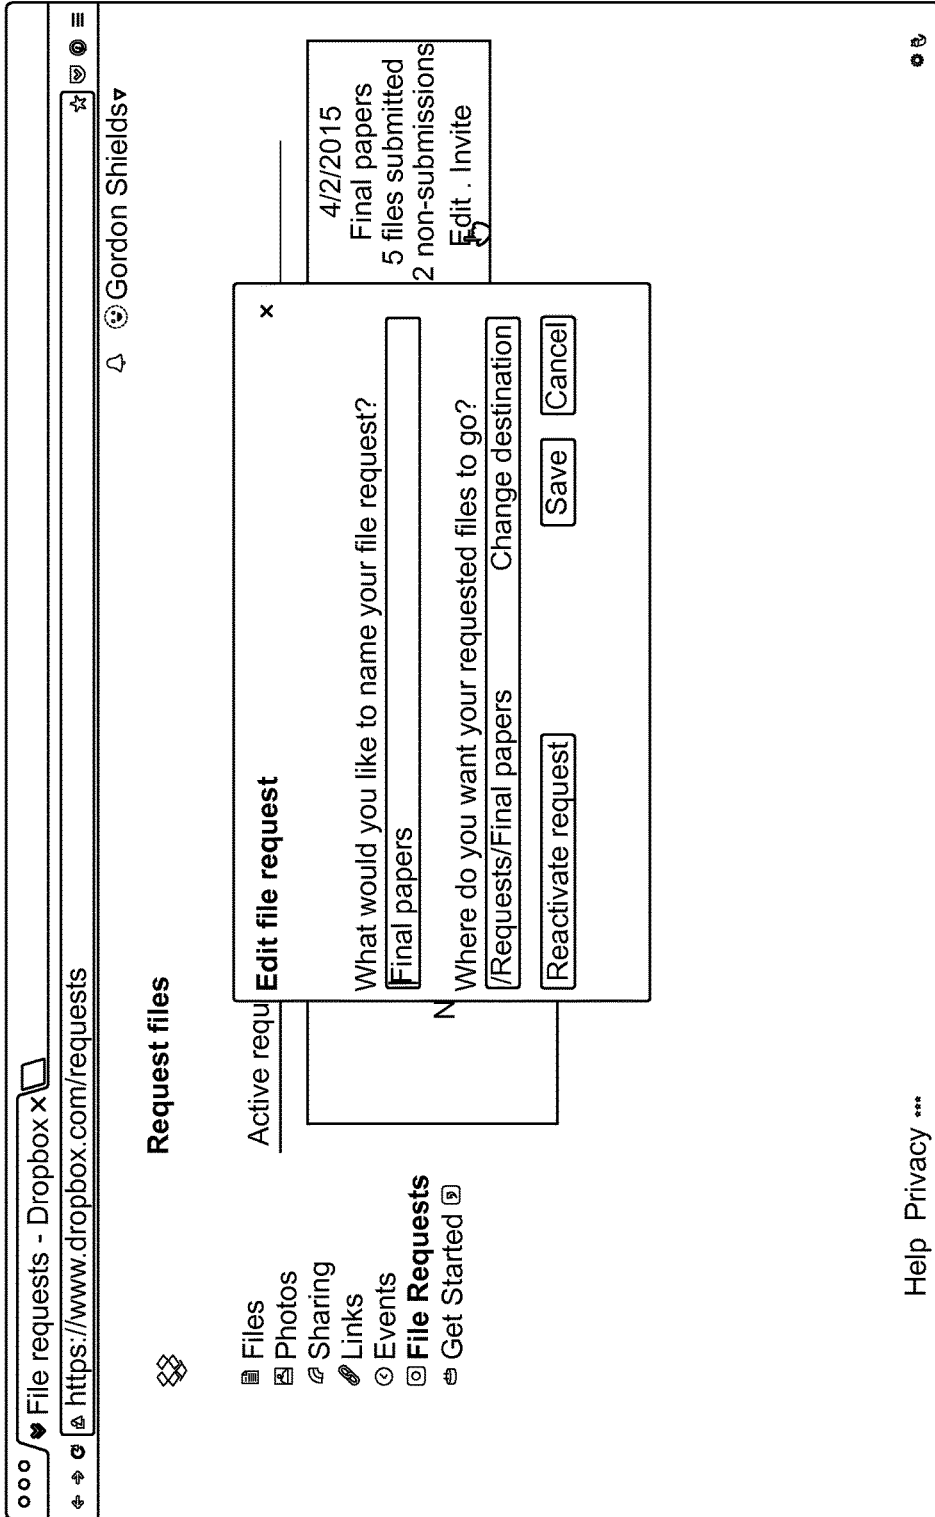 File requests - Dropbox X
https://www.dropbox.com/requests
Gordon Shields
Request files
Files
Photos
Sharing
Links
Events
File Requests
Get Started
Active requ
N
4/2/2015
Final papers
5 files submitted
2 non-submissions
Edit . Invite
Edit file request
×
What would you like to name your file request?
Final papers
Where do you want your requested files to go?
/Requests/Final papers Change destination
Reactivate request Save Cancel
Help Privacy •••